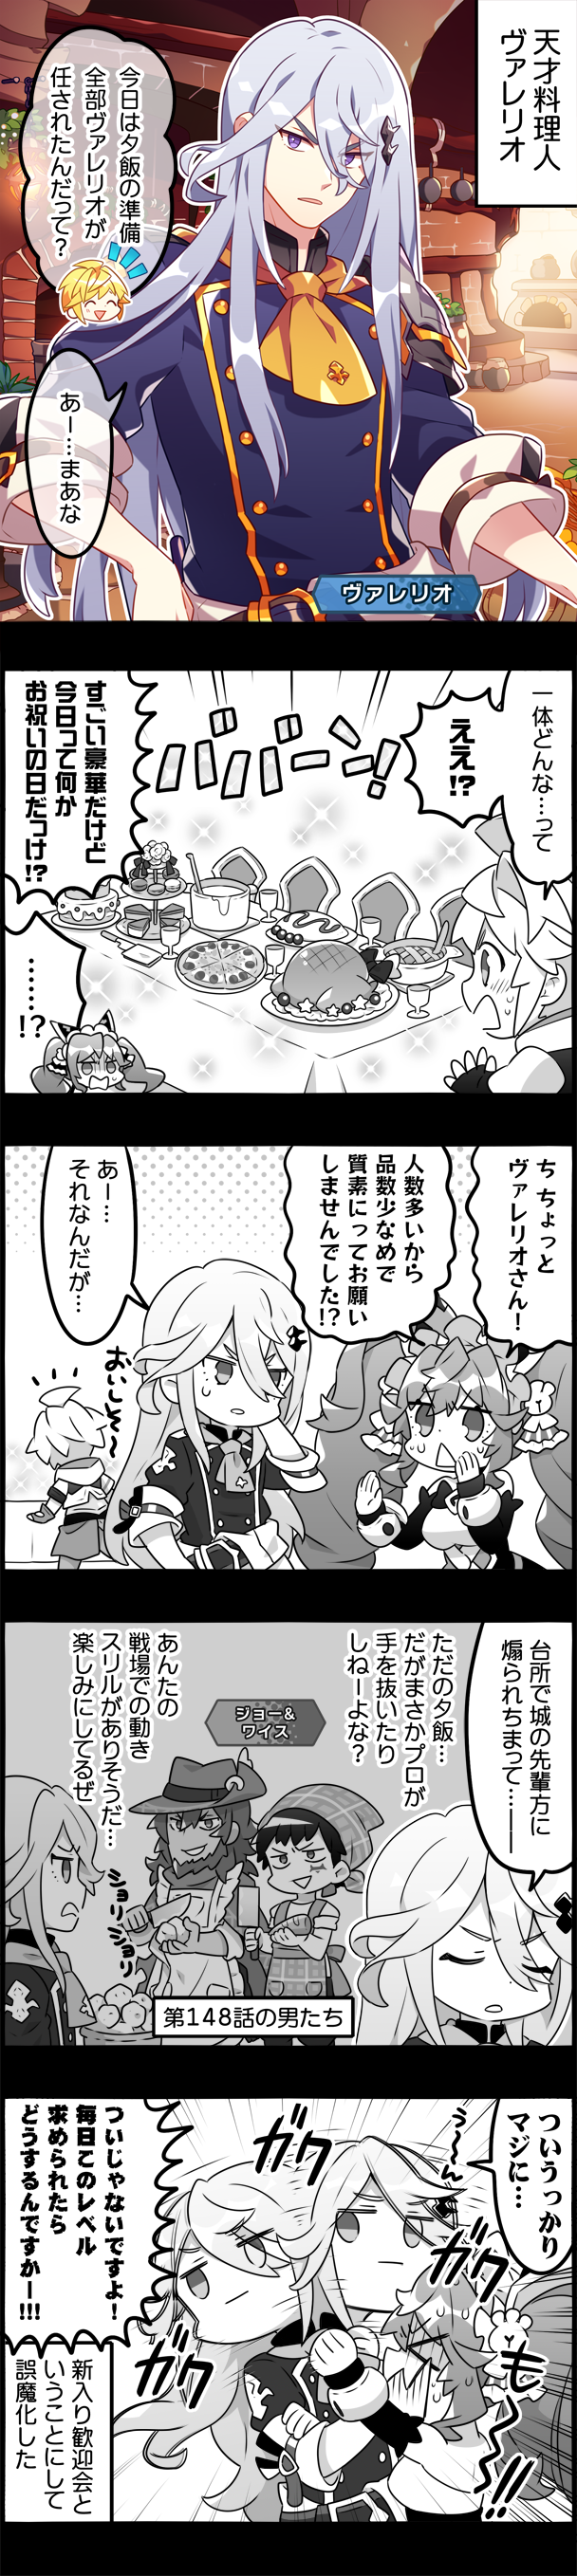 天才料理人
ヴァレリオ
今日は夕飯の準備
全部ヴァレリオが
任されたんだって？
あー…まあな
ヴァレリオ
一体どんな…って
ええ!?
バババーン！
すごい豪華だけど
今日って何か
お祝いの日だっけ!?
……!?
ち ちょっと
ヴァレリオさん！
人数多いから
品数少なめで
質素にってお願い
しませんでした!?
あー…
それなんだが…
おいしそ〜
台所で城の先輩方に
煽られちまって…――
ただの夕飯…
だがまさかプロが
手を抜いたり
しねーよな？
ジョー&
ワイス
あんたの
戦場での動き
スリルがありそうだ…
楽しみにしてるぜ
ショリ
ショリ
第148話の男たち
ついうっかり
マジに…
う〜〜ん
ガク
ガク
ガク
も〜〜!!
ついじゃないですよ！
毎日このレベル
求められたら
どうするんですかー!!!
新入り歓迎会と
いうことにして
誤魔化した